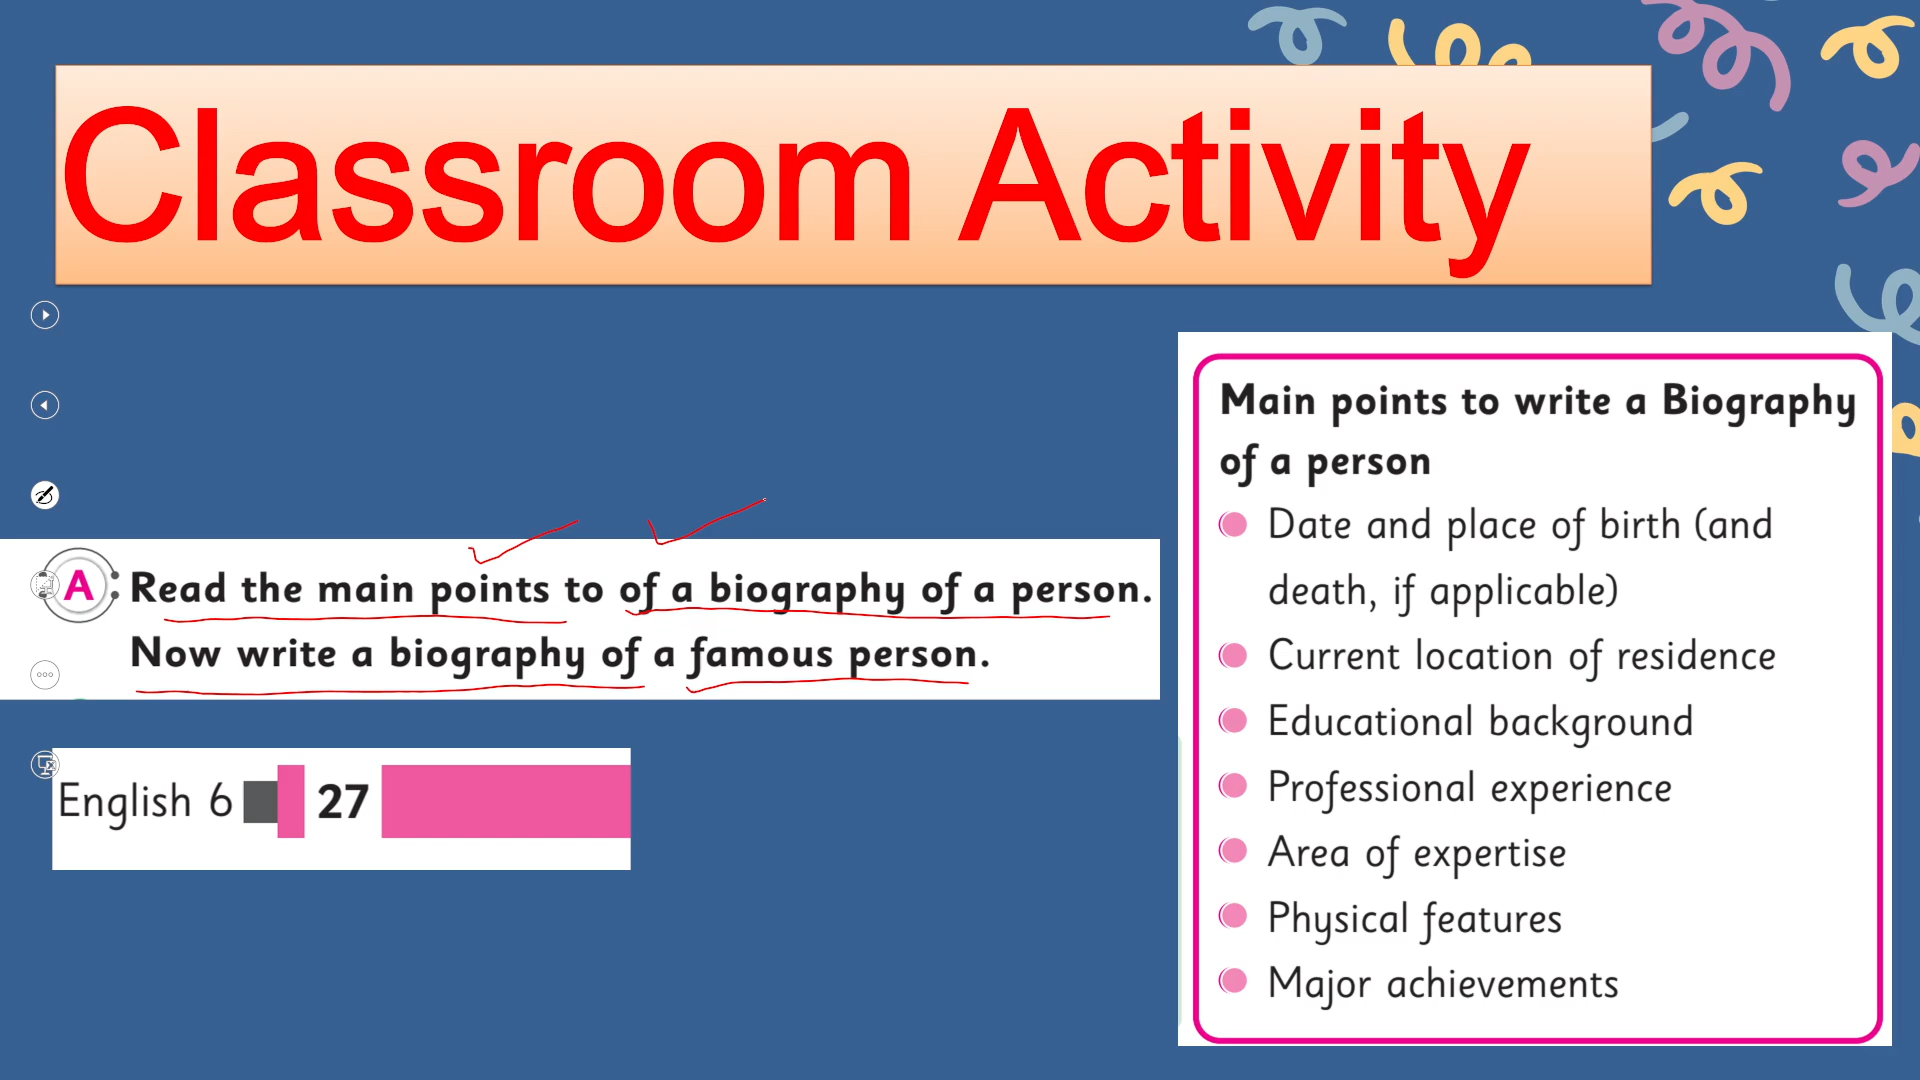 Classroom Activity
A Read the main points to of a biography of a person.
Now write a biography of a famous person.
English 6 27
Main points to write a Biography
of a person
Date and place of birth (and
death, if applicable)
Current location of residence
Educational background
Professional experience
Area of expertise
Physical features
Major achievements